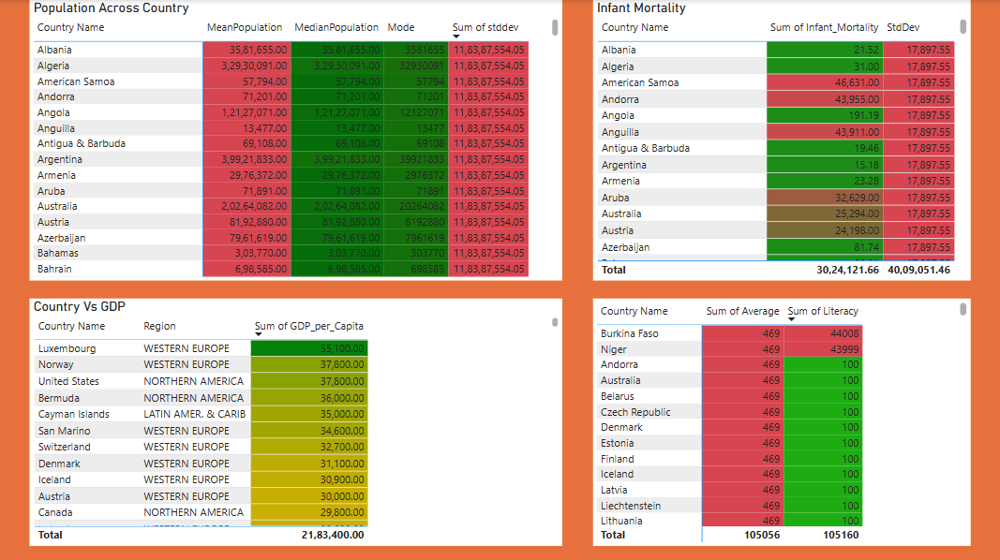 Population Across Country
Country Name MeanPopulation MedianPopulation Mode Sum of stddev
Albania 35,81,655.00 35,81,655.00 3581655 11,83,87,554.05
Algeria 3,29,30,091.00 3,29,30,091.00 32930091 11,83,87,554.05
American Samoa 57,794.00 57,794.00 57794 11,83,87,554.05
Andorra 71,201.00 71,201.00 71201 11,83,87,554.05
Angola 1,21,27,071.00 1,21,27,071.00 12127071 11,83,87,554.05
Anguilla 13,477.00 13,477.00 13477 11,83,87,554.05
Antigua & Barbuda 69,108.00 69,108.00 69108 11,83,87,554.05
Argentina 3,99,21,833.00 3,99,21,833.00 39921833 11,83,87,554.05
Armenia 29,76,372.00 29,76,372.00 2976372 11,83,87,554.05
Aruba 71,891.00 71,891.00 71891 11,83,87,554.05
Australia 2,02,64,082.00 2,02,64,082.00 20264082 11,83,87,554.05
Austria 81,92,880.00 81,92,880.00 8192880 11,83,87,554.05
Azerbaijan 79,61,619.00 79,61,619.00 7961619 11,83,87,554.05
Bahamas 3,03,770.00 3,03,770.00 303770 11,83,87,554.05
Bahrain 6,98,585.00 6,98,585.00 698585 11,83,87,554.05
Infant Mortality
Country Name Sum of Infant_Mortality StdDev
Albania 21.52 17,897.55
Algeria 31.00 17,897.55
American Samoa 46,631.00 17,897.55
Andorra 43,955.00 17,897.55
Angola 191.19 17,897.55
Anguilla 43,911.00 17,897.55
Antigua & Barbuda 19.46 17,897.55
Argentina 15.18 17,897.55
Armenia 23.28 17,897.55
Aruba 32,629.00 17,897.55
Australia 25,294.00 17,897.55
Austria 24,198.00 17,897.55
Azerbaijan 81.74 17,897.55
Total 30,24,121.66 40,09,051.46
Country Vs GDP
Country Name Region Sum of GDP_per_Capita
Luxembourg WESTERN EUROPE 55,100.00
Norway WESTERN EUROPE 37,800.00
United States NORTHERN AMERICA 37,800.00
Bermuda NORTHERN AMERICA 36,000.00
Cayman Islands LATIN AMER. & CARIB 35,000.00
San Marino WESTERN EUROPE 34,600.00
Switzerland WESTERN EUROPE 32,700.00
Denmark WESTERN EUROPE 31,100.00
Iceland WESTERN EUROPE 30,900.00
Austria WESTERN EUROPE 30,000.00
Canada NORTHERN AMERICA 29,800.00
Total 21,83,400.00
Country Name Sum of Average Sum of Literacy
Burkina Faso 469 44008
Niger 469 43999
Andorra 469 100
Australia 469 100
Belarus 469 100
Czech Republic 469 100
Denmark 469 100
Estonia 469 100
Finland 469 100
Iceland 469 100
Latvia 469 100
Liechtenstein 469 100
Lithuania 469 100
Total 105056 105160